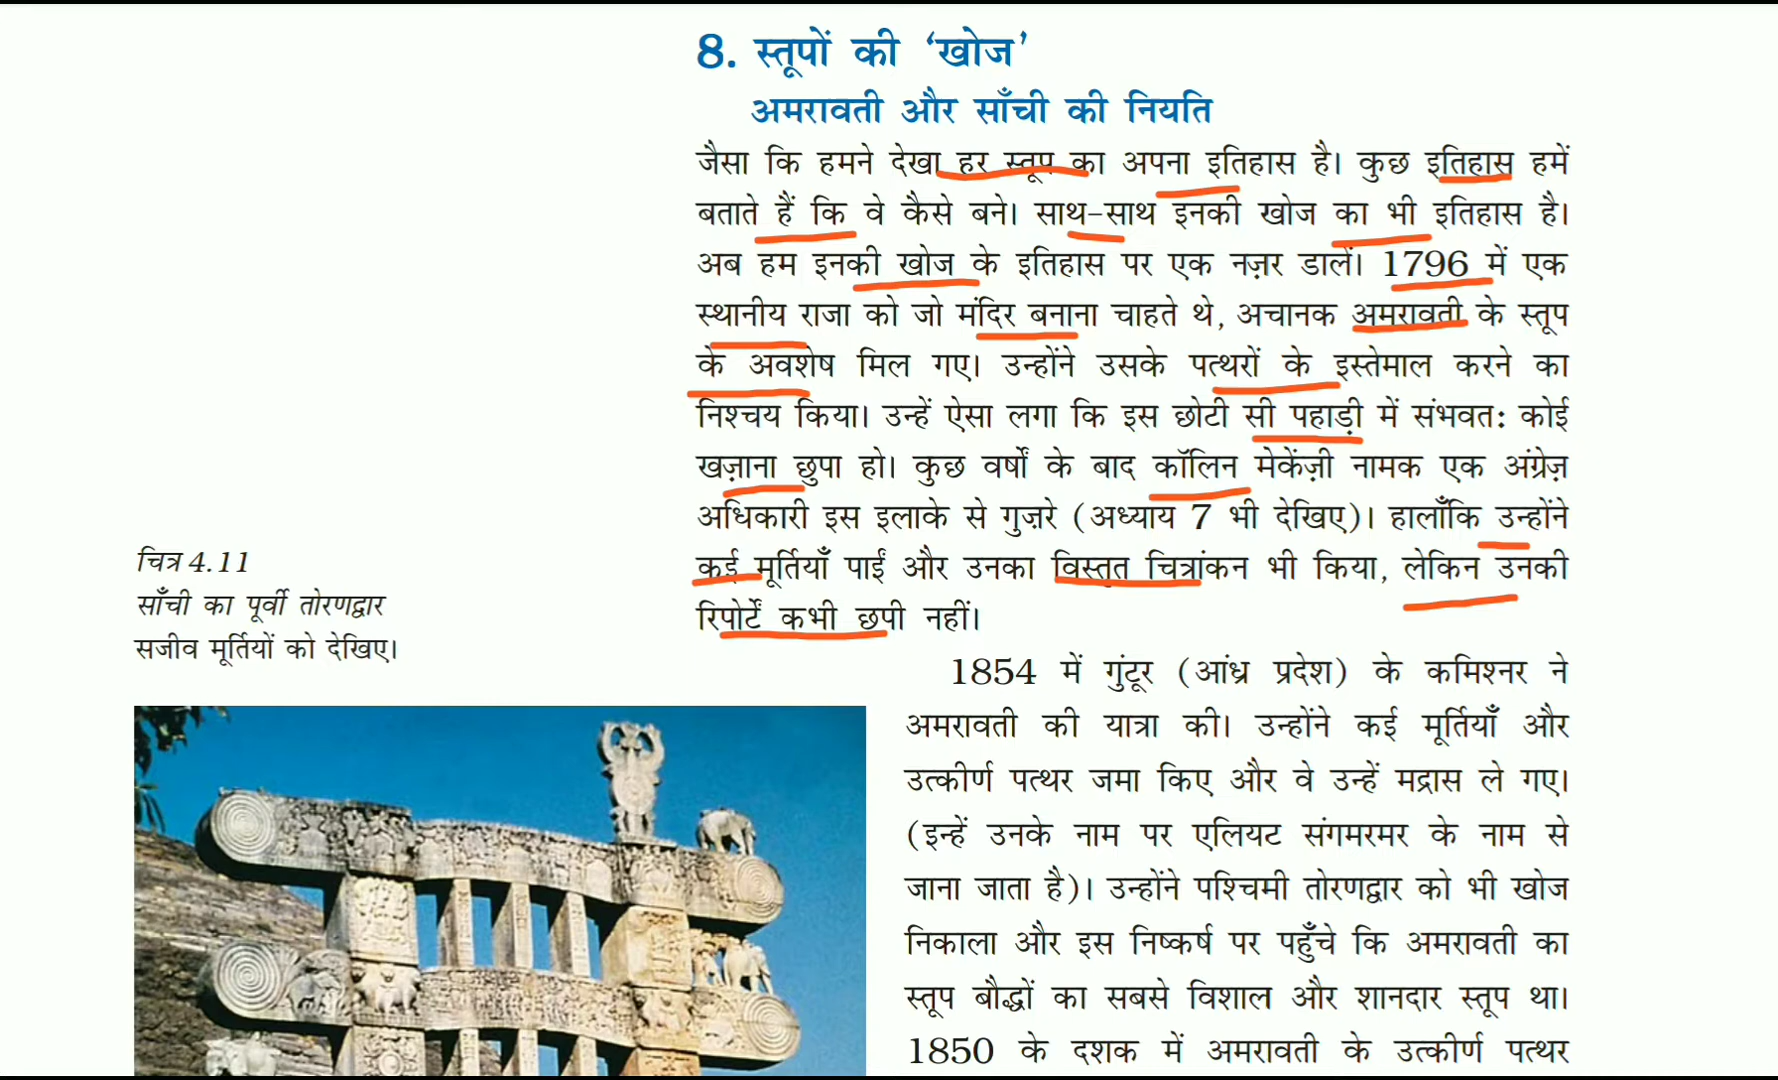 8. स्तूपों की ‘खोज’
अमरावती और साँची की नियति
जैसा कि हमने देखा हर स्तूप का अपना इतिहास है। कुछ इतिहास हमें
बताते हैं कि वे कैसे बने। साथ-साथ इनकी खोज का भी इतिहास है।
अब हम इनकी खोज के इतिहास पर एक नज़र डालें। 1796 में एक
स्थानीय राजा को जो मंदिर बनाना चाहते थे, अचानक अमरावती के स्तूप
के अवशेष मिल गए। उन्होंने उसके पत्थरों के इस्तेमाल करने का
निश्चय किया। उन्हें ऐसा लगा कि इस छोटी सी पहाड़ी में संभवत: कोई
खज़ाना छुपा हो। कुछ वर्षों के बाद कॉलिन मेकेंज़ी नामक एक अंग्रेज़
अधिकारी इस इलाके से गुज़रे (अध्याय 7 भी देखिए)। हालाँकि उन्होंने
कई मूर्तियाँ पाईं और उनका विस्तृत चित्रांकन भी किया, लेकिन उनकी
रिपोर्टें कभी छपी नहीं।
1854 में गुंटूर (आंध्र प्रदेश) के कमिश्नर ने
अमरावती की यात्रा की। उन्होंने कई मूर्तियाँ और
उत्कीर्ण पत्थर जमा किए और वे उन्हें मद्रास ले गए।
(इन्हें उनके नाम पर एलियट संगमरमर के नाम से
जाना जाता है)। उन्होंने पश्चिमी तोरणद्वार को भी खोज
निकाला और इस निष्कर्ष पर पहुँचे कि अमरावती का
स्तूप बौद्धों का सबसे विशाल और शानदार स्तूप था।
1850 के दशक में अमरावती के उत्कीर्ण पत्थर
चित्र 4.11
साँची का पूर्वी तोरणद्वार
सजीव मूर्तियों को देखिए।